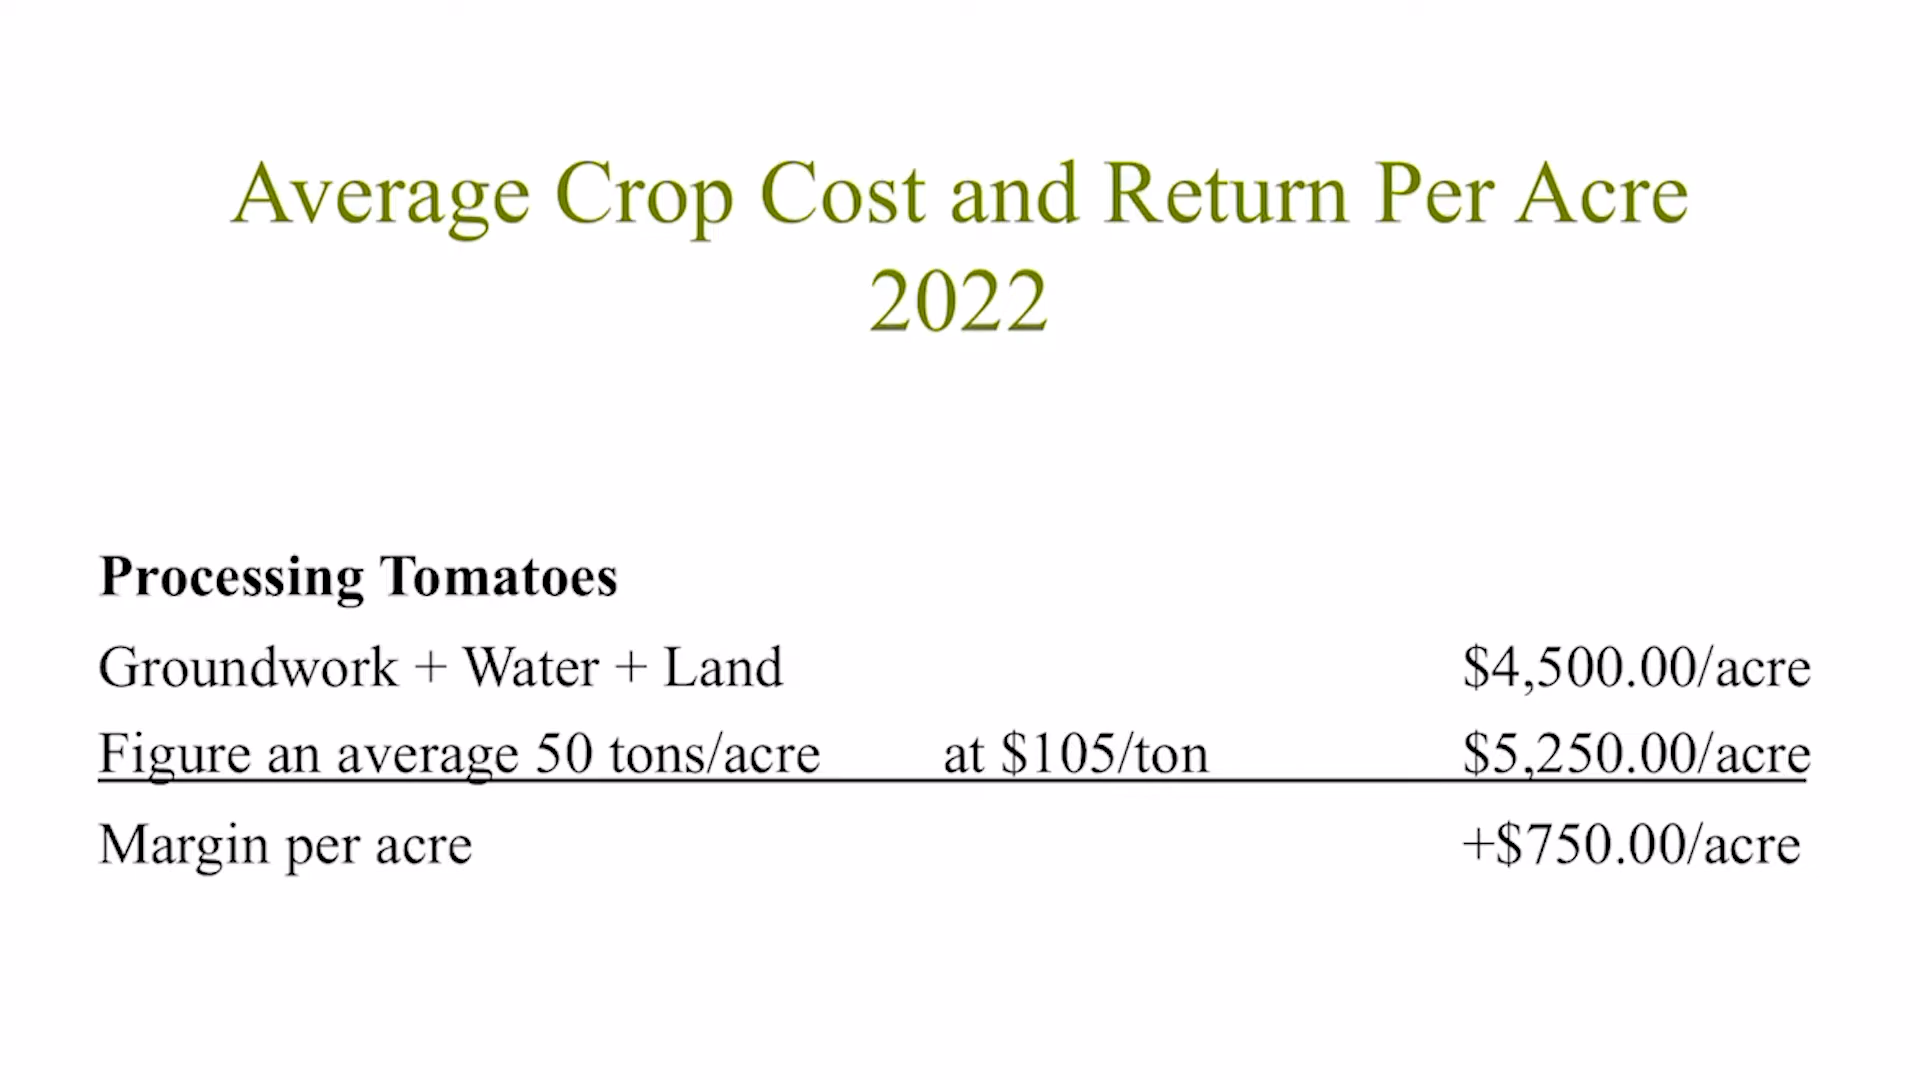 Average Crop Cost and Return Per Acre
2022
Processing Tomatoes
Groundwork + Water + Land $4,500.00/acre
Figure an average 50 tons/acre at $105/ton $5,250.00/acre
Margin per acre +$750.00/acre